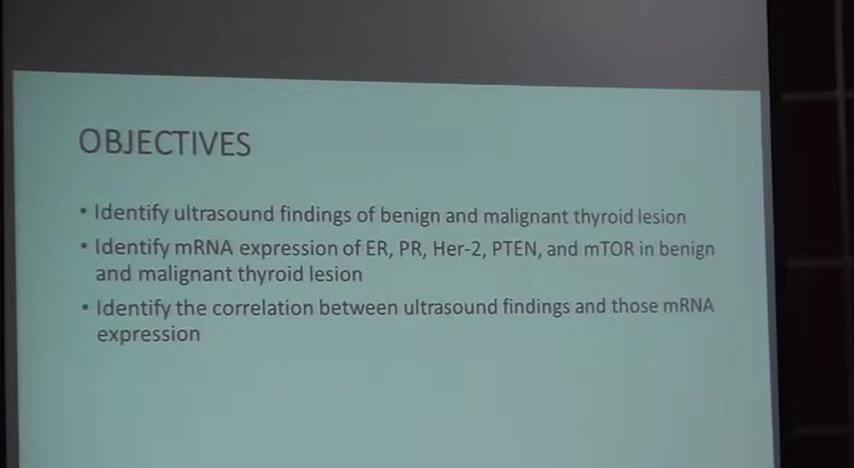 OBJECTIVES
• Identify ultrasound findings of benign and malignant thyroid lesion
• Identify mRNA expression of ER, PR, Her-2, PTEN, and mTOR in benign
and malignant thyroid lesion
• Identify the correlation between ultrasound findings and those mRNA
expression